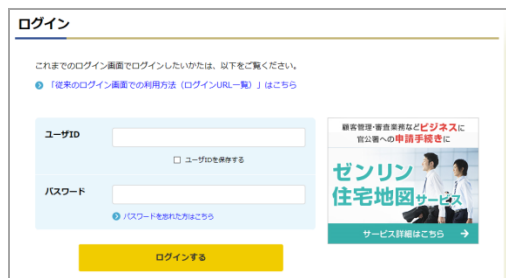 ログイン
これまでのログイン画面でログインしたいかたは、以下をご覧ください。
「従来のログイン画面での利用方法（ログインURL一覧）」はこちら
ユーザID
ユーザIDを保存する
パスワード
パスワードを忘れた方はこちら
ログインする
顧客管理・審査業務などビジネスに
官公署への申請手続きに
ゼンリン
住宅地図サービス
サービス詳細はこちら